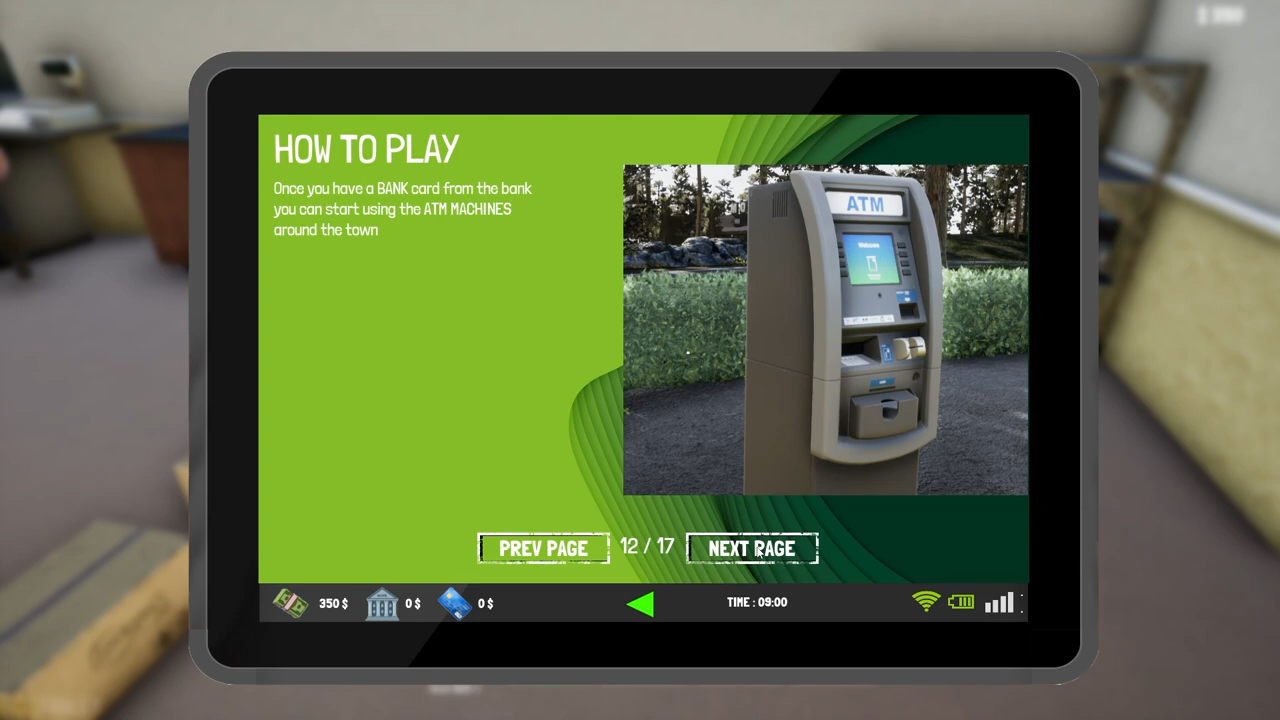 HOW TO PLAY
Once you have a BANK card from the bank
you can start using the ATM MACHINES
around the town
ATM
Welcome
PREV PAGE
12 / 17
NEXT PAGE
350 $
0 $
0 $
TIME : 09:00